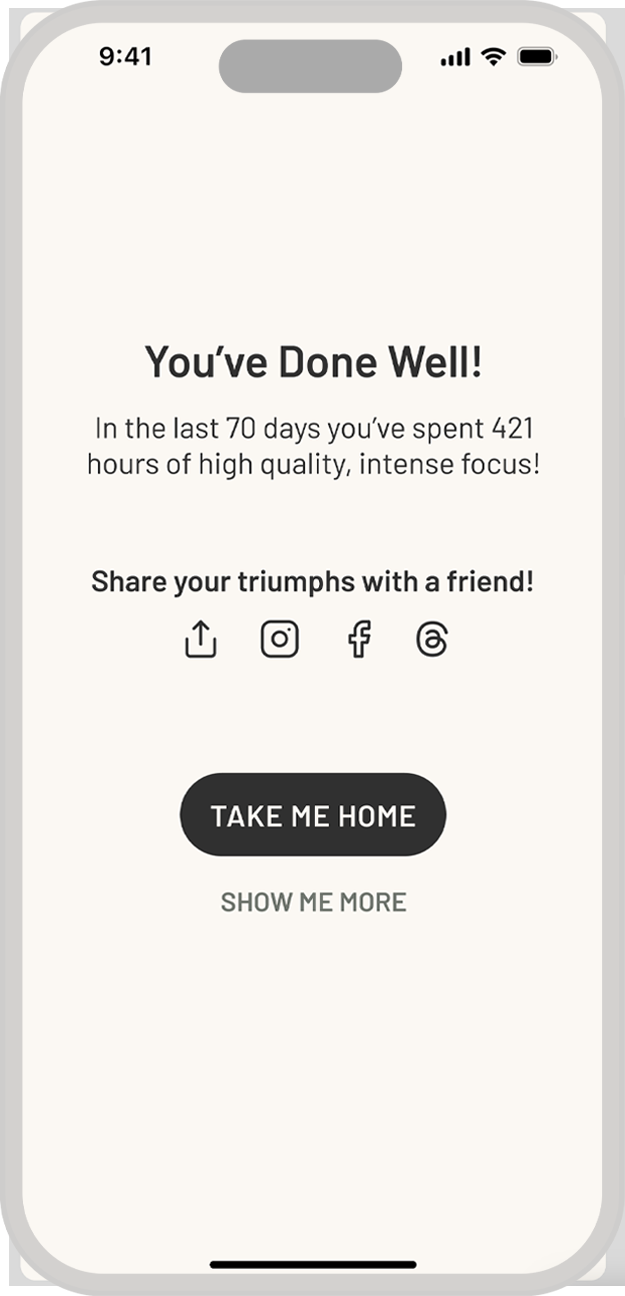 9:41
You’ve Done Well!
In the last 70 days you’ve spent 421
hours of high quality, intense focus!
Share your triumphs with a friend!
TAKE ME HOME
SHOW ME MORE